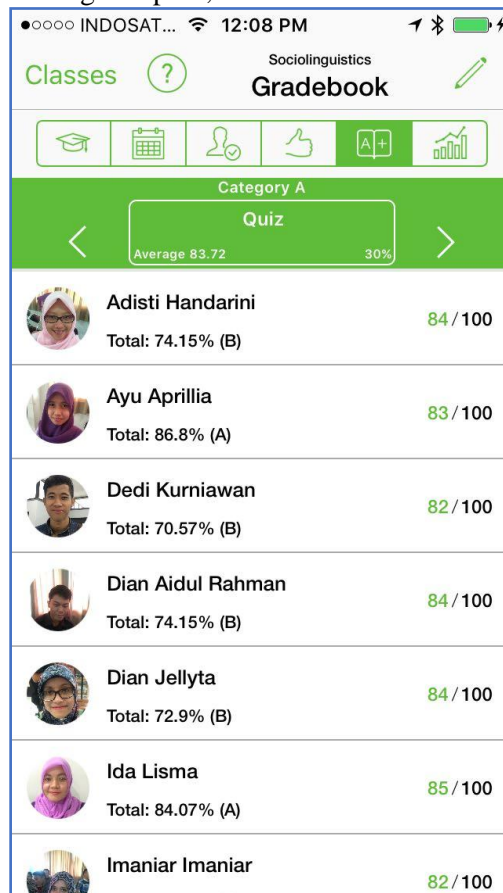 INDOSAT... 12:08 PM
Classes ? Sociolinguistics
Gradebook
A+
Category A
Quiz
Average 83.72 30%
Adisti Handarini
84/100
Total: 74.15% (B)
Ayu Aprillia
83/100
Total: 86.8% (A)
Dedi Kurniawan
82/100
Total: 70.57% (B)
Dian Aidul Rahman
84/100
Total: 74.15% (B)
Dian Jellyta
84/100
Total: 72.9% (B)
Ida Lisma
85/100
Total: 84.07% (A)
Imaniar Imaniar
82/100